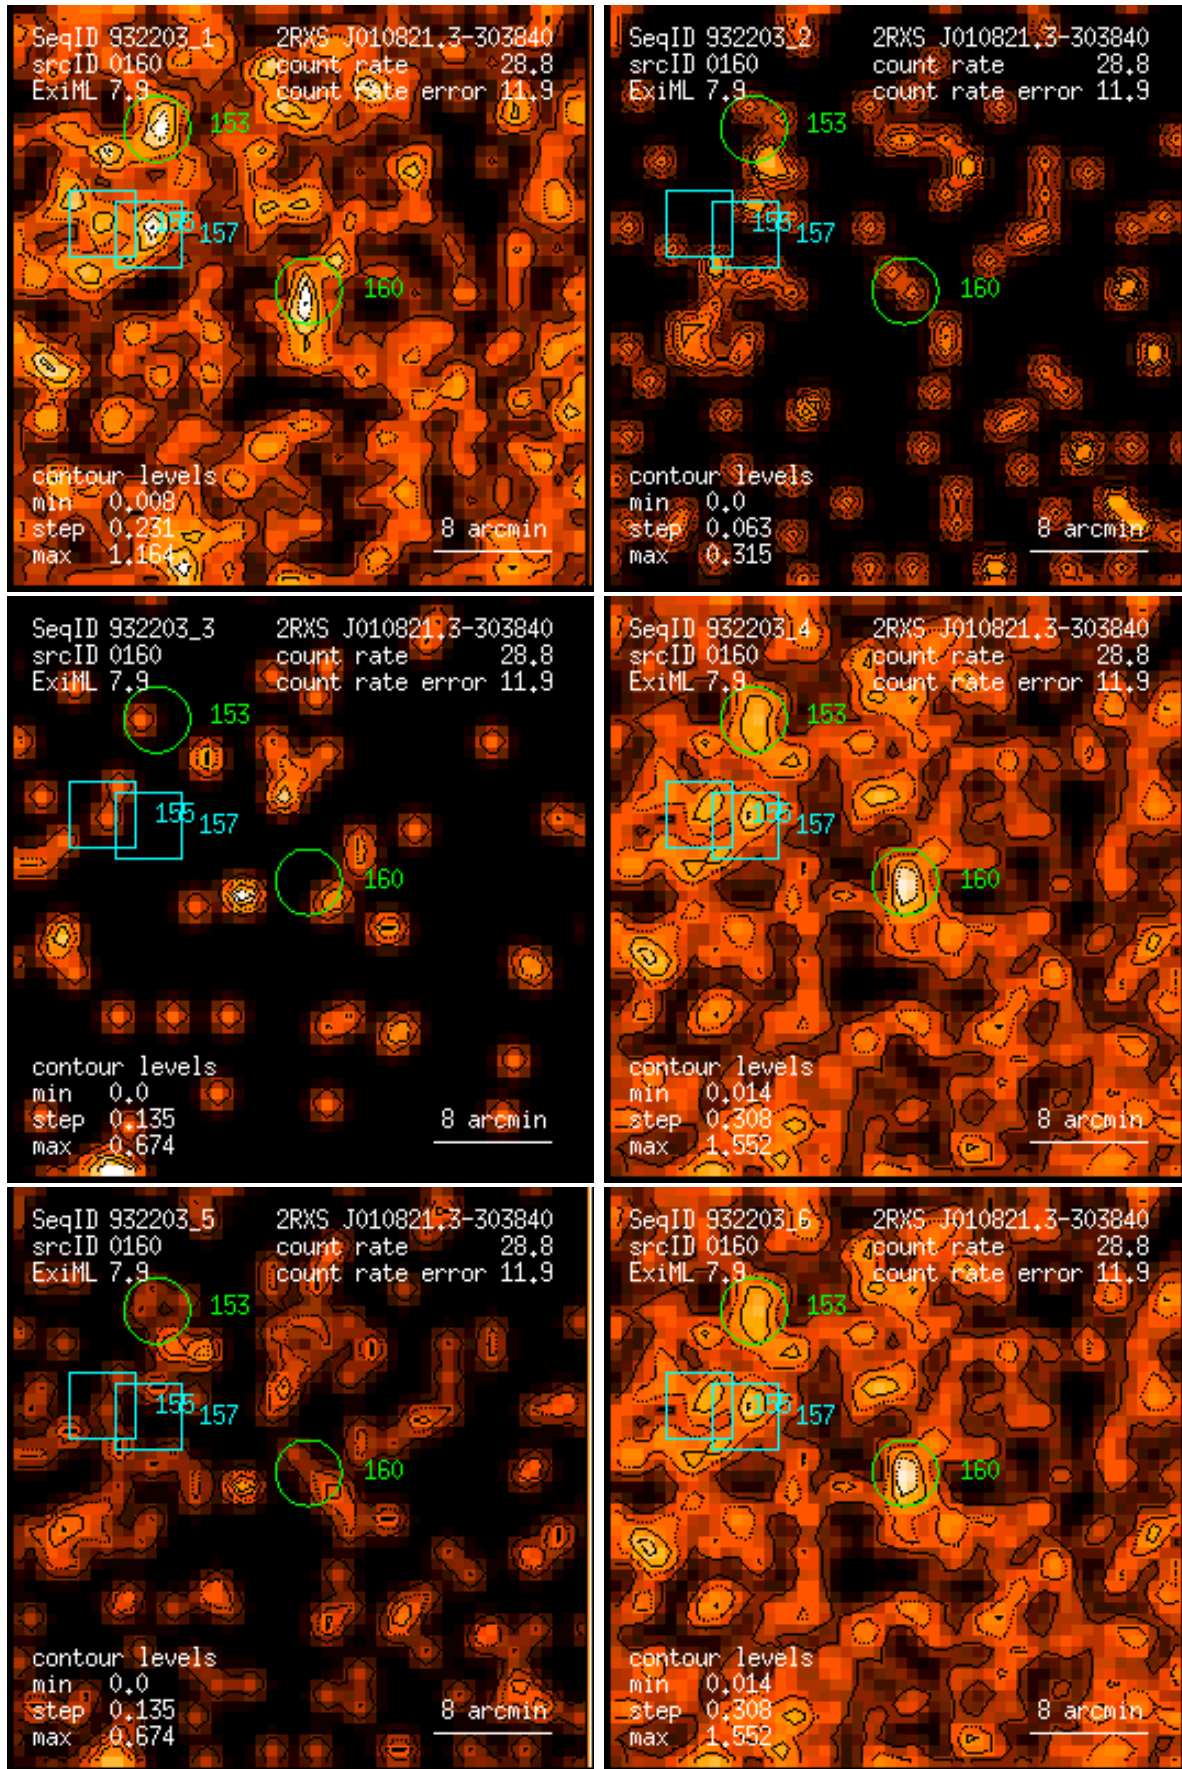 SeqID 932203_1 2RXS J010821.3-303840
srcID 0160 count rate 28.8
ExiML 7.9 count rate error 11.9
153
155 157
160
contour levels
min 0.008
step 0.231 8 arcmin
max 1.164
SeqID 932203_2 2RXS J010821.3-303840
srcID 0160 count rate 28.8
ExiML 7.9 count rate error 11.9
153
155 157
160
contour levels
min 0.0
step 0.063 8 arcmin
max 0.315
SeqID 932203_3 2RXS J010821.3-303840
srcID 0160 count rate 28.8
ExiML 7.9 count rate error 11.9
153
155 157
160
contour levels
min 0.0
step 0.135 8 arcmin
max 0.674
SeqID 932203_4 2RXS J010821.3-303840
srcID 0160 count rate 28.8
ExiML 7.9 count rate error 11.9
153
155 157
160
contour levels
min 0.014
step 0.308 8 arcmin
max 1.552
SeqID 932203_5 2RXS J010821.3-303840
srcID 0160 count rate 28.8
ExiML 7.9 count rate error 11.9
153
155 157
160
contour levels
min 0.0
step 0.135 8 arcmin
max 0.674
SeqID 932203_6 2RXS J010821.3-303840
srcID 0160 count rate 28.8
ExiML 7.9 count rate error 11.9
153
155 157
160
contour levels
min 0.014
step 0.308 8 arcmin
max 1.552